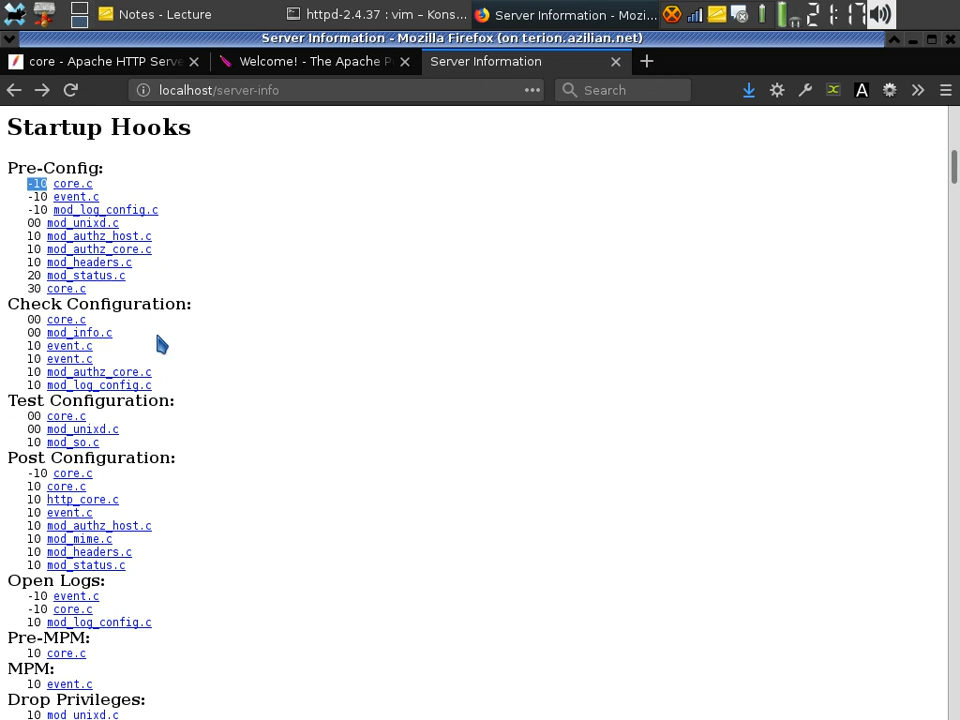 Notes - Lecture
httpd-2.4.37 : vim – Kons...
Server Information - Mozi...
21:17
Server Information - Mozilla Firefox (on terion.azilian.net)
core - Apache HTTP Serve
Welcome! - The Apache P
Server Information
localhost/server-info
Search
A
Startup Hooks
Pre-Config:
-10 core.c
-10 event.c
-10 mod_log_config.c
00 mod_unixd.c
10 mod_authz_host.c
10 mod_authz_core.c
10 mod_headers.c
20 mod_status.c
30 core.c
Check Configuration:
00 core.c
00 mod_info.c
10 event.c
10 event.c
10 mod_authz_core.c
10 mod_log_config.c
Test Configuration:
00 core.c
00 mod_unixd.c
10 mod_so.c
Post Configuration:
-10 core.c
10 core.c
10 http_core.c
10 event.c
10 mod_authz_host.c
10 mod_mime.c
10 mod_headers.c
10 mod_status.c
Open Logs:
-10 event.c
-10 core.c
10 mod_log_config.c
Pre-MPM:
10 core.c
MPM:
10 event.c
Drop Privileges:
10 mod_unixd.c